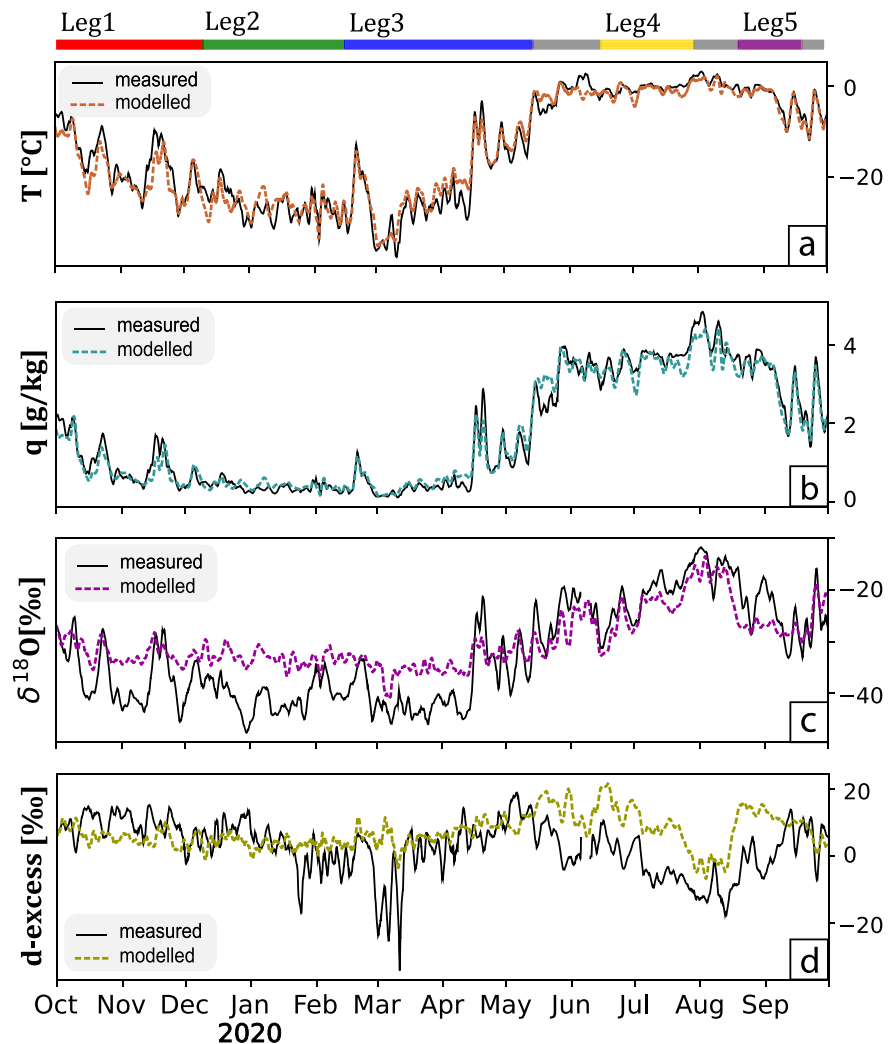 Leg1 Leg2 Leg3 Leg4 Leg5
measured
modelled
T [°C]
0
−20
a
measured
modelled
q [g/kg]
4
2
0
b
measured
modelled
δ¹⁸O[‰]
−20
−40
c
d-excess [‰]
20
0
−20
measured
modelled
d
Oct Nov Dec Jan Feb Mar Apr May Jun Jul Aug Sep
2020